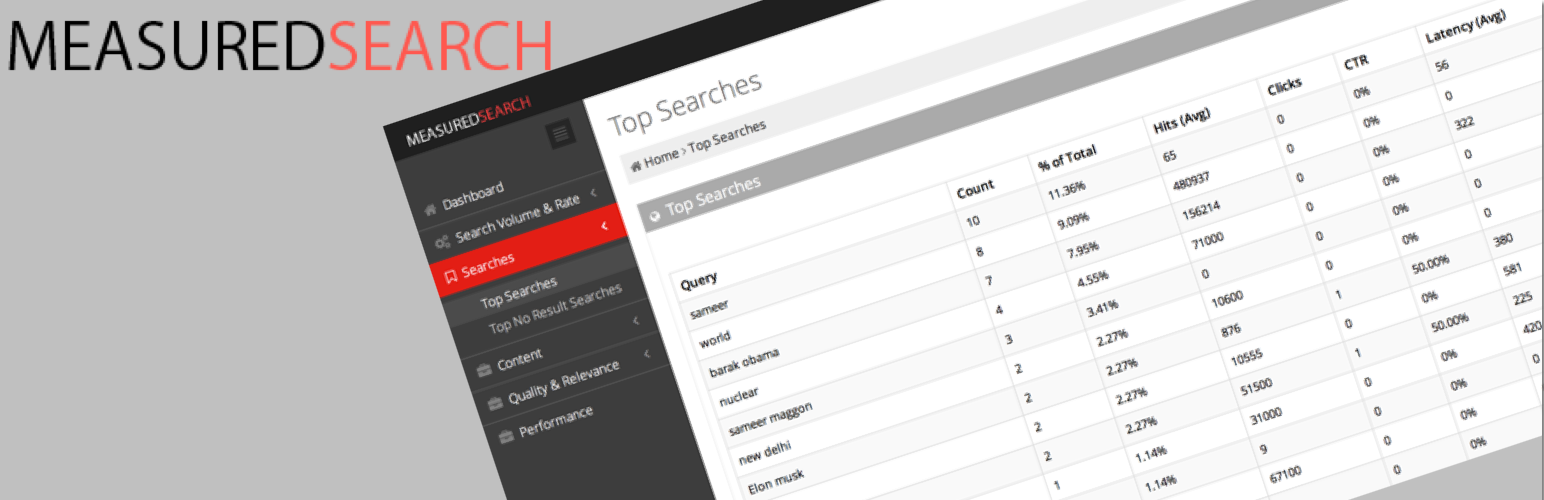 MEASUREDSEARCH
MEASUREDSEARCH
Dashboard
Search Volume & Rate
Searches
Top Searches
Top No Result Searches
Content
Quality & Relevance
Performance
Top Searches
Home > Top Searches
Top Searches
Query Count % of Total Hits (Avg) Clicks CTR Latency (Avg)
sameer 10 11.36% 65 0 0% 56
world 8 9.09% 480937 0 0% 0
barak obama 7 7.95% 156214 0 0% 322
nuclear 4 4.55% 71000 0 0% 0
sameer maggon 3 3.41% 0 0 0% 0
new delhi 2 2.27% 10600 0 0% 0
Elon musk 2 2.27% 876 1 50.00% 380
2 2.27% 10555 0 0% 581
2 2.27% 51500 1 50.00% 225
1 1.14% 31000 0 0% 420
1.14% 9 0 0% 0
67100 0 0%
0 0%